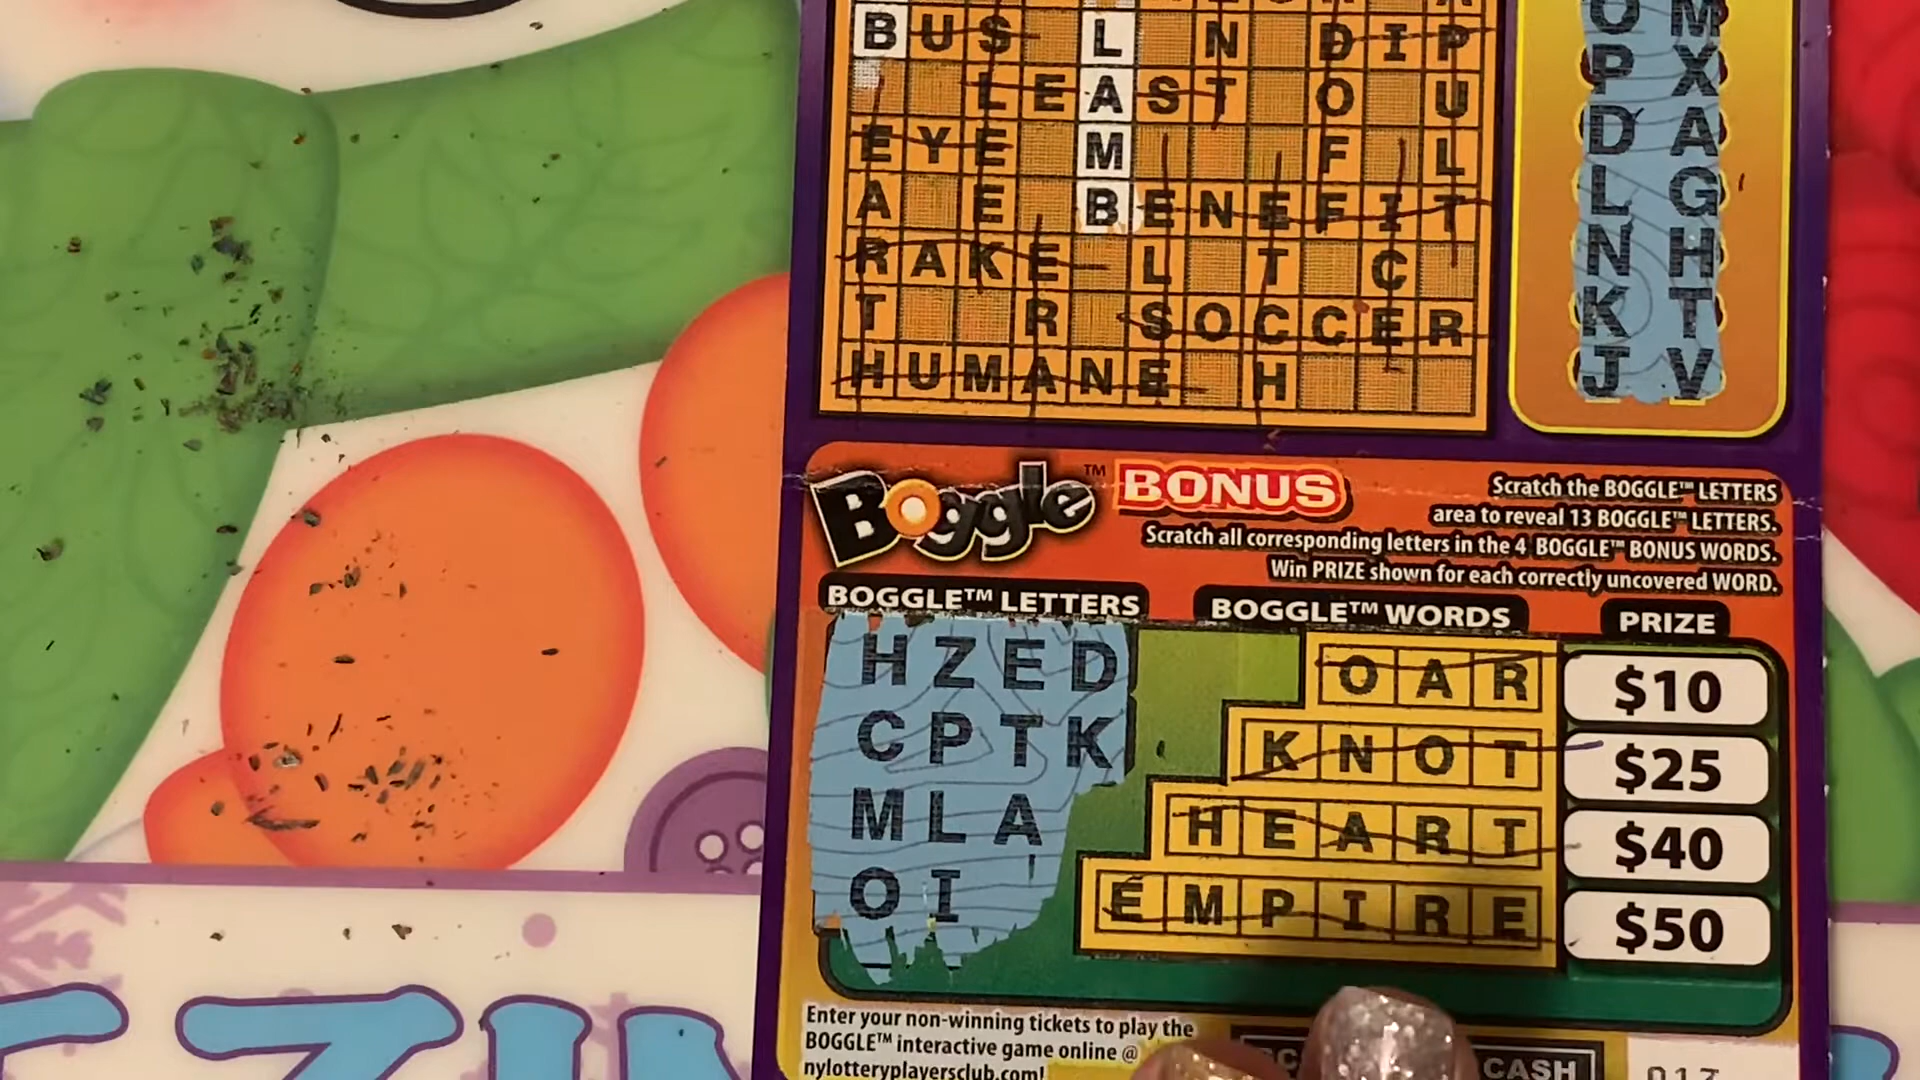 BUS L N DIP
LEAST O U
EYE M F L
A E BENEFIT
RAKE L T C
T R SOCCER
HUMANE H
O M
P X
D A
L G
N H
K T
J V
Boggle™ BONUS
Scratch the BOGGLE™ LETTERS
area to reveal 13 BOGGLE™ LETTERS.
Scratch all corresponding letters in the 4 BOGGLE™ BONUS WORDS.
Win PRIZE shown for each correctly uncovered WORD.
BOGGLE™ LETTERS BOGGLE™ WORDS PRIZE
HZED
CPTK
MLA
OI
OAR $10
KNOT $25
HEART $40
EMPIRE $50
Enter your non-winning tickets to play the
BOGGLE™ interactive game online @
nylotteryplayersclub.com!
CASH
017